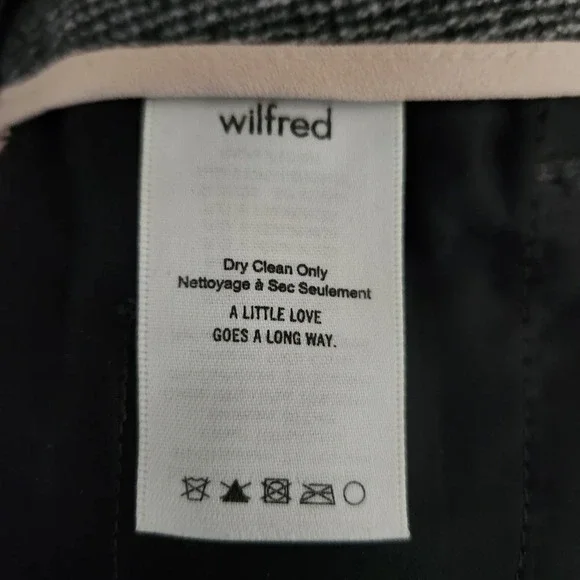 wilfred
Dry Clean Only
Nettoyage à Sec Seulement
A LITTLE LOVE
GOES A LONG WAY.